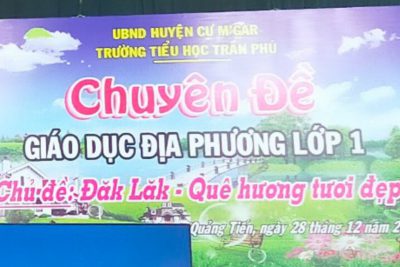 UBND HUYỆN CƯ M'GAR
TRƯỜNG TIỂU HỌC TRẦN PHÚ
Chuyên Đề
GIÁO DỤC ĐỊA PHƯƠNG LỚP 1
Chủ đề: Đăk Lăk - Quê hương tươi đẹp
Quảng Tiến, ngày 28 tháng 12 năm